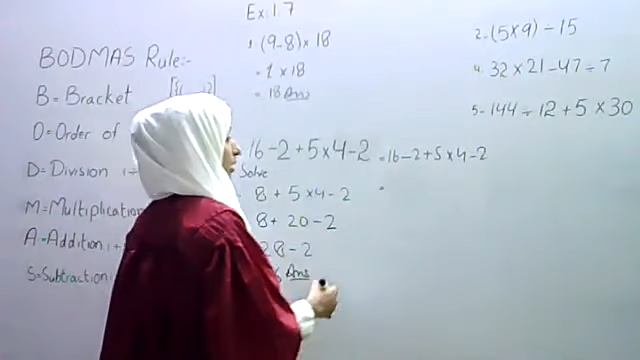 Ex: 1.7
BODMAS Rule:-
B = Bracket
O = Order of
D = Division
M = Multiplication
A = Addition
S = Subtraction
1. (9-8) × 18
= 1 × 18
= 18 Ans
16 - 2 + 5 × 4 - 2
Solve
8 + 5 × 4 - 2
8 + 20 - 2
28 - 2
Ans
= 16 - 2 + 5 × 4 - 2
2. (5 × 9) - 15
4. 32 × 21 - 47 ÷ 7
5- 144 ÷ 12 + 5 × 30